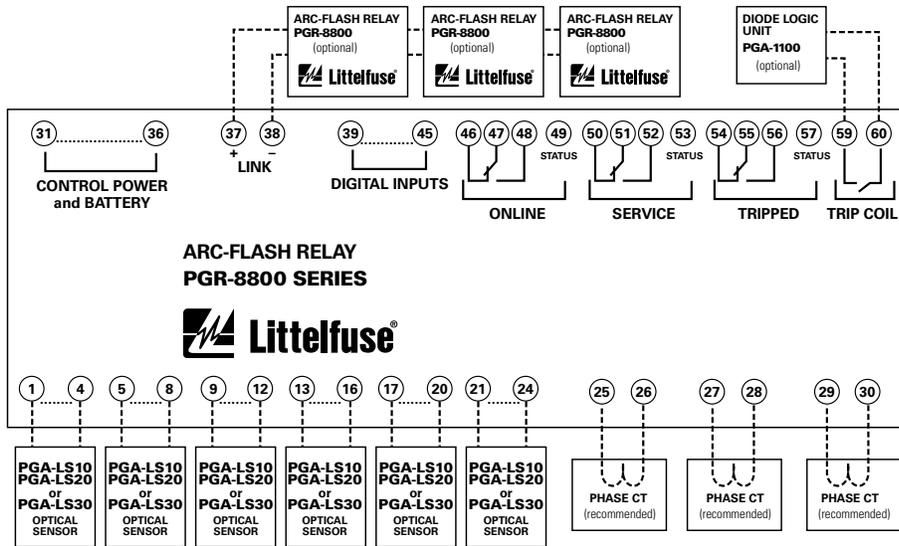 ARC-FLASH RELAY
PGR-8800
(optional)
Littelfuse®
ARC-FLASH RELAY
PGR-8800
(optional)
Littelfuse®
ARC-FLASH RELAY
PGR-8800
(optional)
Littelfuse®
DIODE LOGIC
UNIT
PGA-1100
(optional)
31 36 37 38 39 45 46 47 48 49 50 51 52 53 54 55 56 57 59 60
+ –
LINK
STATUS STATUS STATUS
CONTROL POWER
and BATTERY
DIGITAL INPUTS
ONLINE
SERVICE
TRIPPED
TRIP COIL
ARC-FLASH RELAY
PGR-8800 SERIES
Littelfuse®
1 4 5 8 9 12 13 16 17 20 21 24 25 26 27 28 29 30
PGA-LS10
PGA-LS20
or
PGA-LS30
OPTICAL
SENSOR
PGA-LS10
PGA-LS20
or
PGA-LS30
OPTICAL
SENSOR
PGA-LS10
PGA-LS20
or
PGA-LS30
OPTICAL
SENSOR
PGA-LS10
PGA-LS20
or
PGA-LS30
OPTICAL
SENSOR
PGA-LS10
PGA-LS20
or
PGA-LS30
OPTICAL
SENSOR
PGA-LS10
PGA-LS20
or
PGA-LS30
OPTICAL
SENSOR
PHASE CT
(recommended)
PHASE CT
(recommended)
PHASE CT
(recommended)